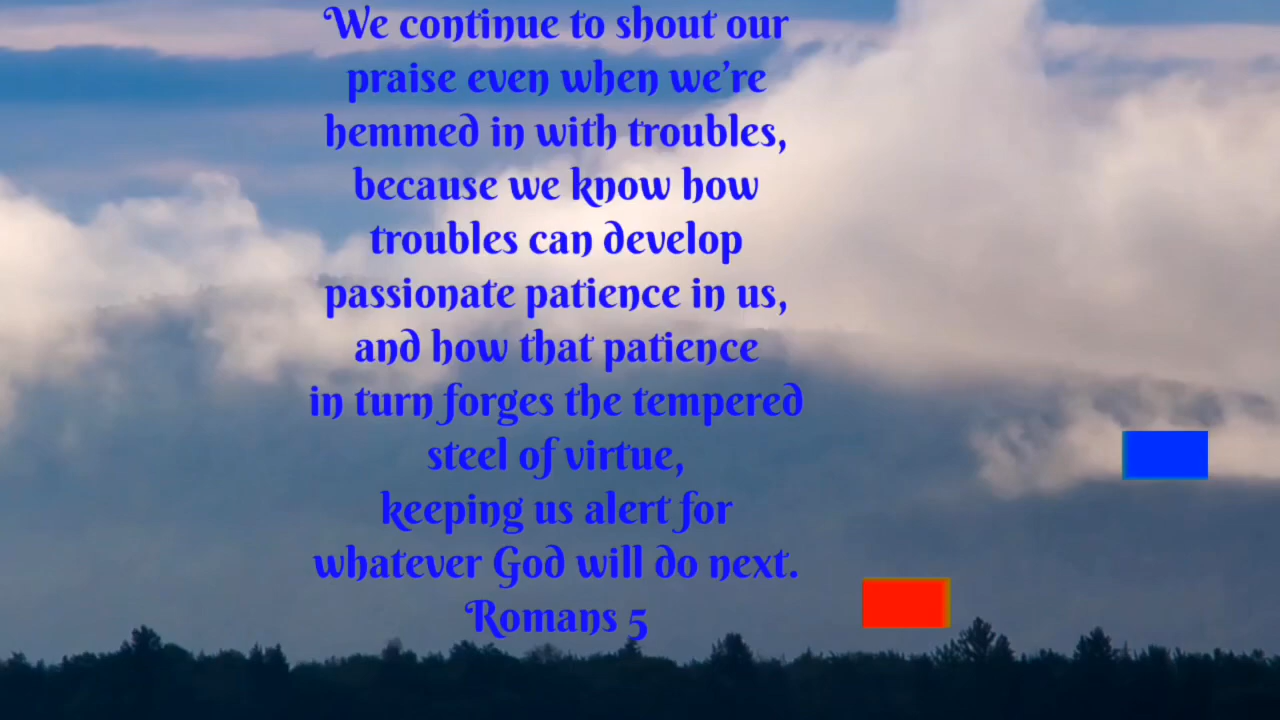 We continue to shout our
praise even when we’re
hemmed in with troubles,
because we know how
troubles can develop
passionate patience in us,
and how that patience
in turn forges the tempered
steel of virtue,
keeping us alert for
whatever God will do next.
Romans 5